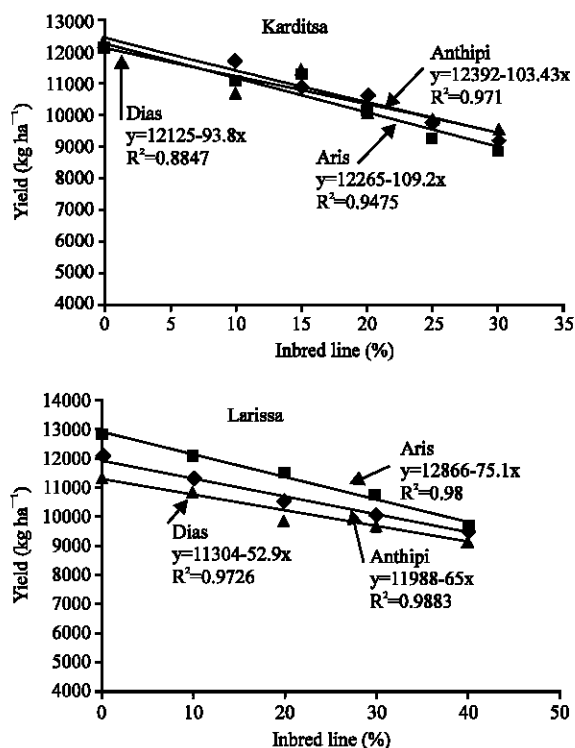 Karditsa
13000
12000
11000
10000
9000
8000
7000
6000
5000
4000
Yield (kg ha⁻¹)
Anthipi
y=12392-103.43x
R²=0.971
Dias
y=12125-93.8x
R²=0.8847
Aris
y=12265-109.2x
R²=0.9475
0 5 10 15 20 25 30 35
Inbred line (%)
Larissa
14000
13000
12000
11000
10000
9000
8000
7000
6000
5000
4000
Yield (kg ha⁻¹)
Aris
y=12866-75.1x
R²=0.98
Dias
y=11304-52.9x
R²=0.9726
Anthipi
y=11988-65x
R²=0.9883
0 10 20 30 40 50
Inbred line (%)